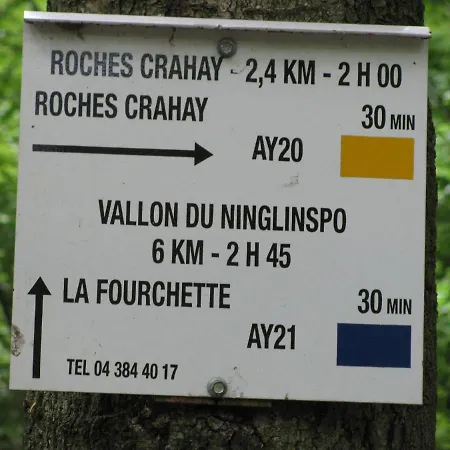 ROCHES CRAHAY - 2,4 KM - 2 H 00
ROCHES CRAHAY 30 MIN
AY20
VALLON DU NINGLINSPO
6 KM - 2 H 45
LA FOURCHETTE 30 MIN
AY21
TEL 04 384 40 17